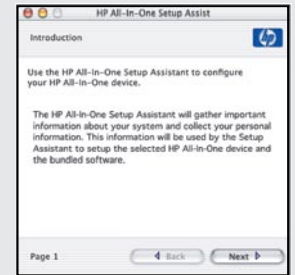 HP All-In-One Setup Assist
Introduction
hp
Use the HP All-In-One Setup Assistant to configure
your HP All-In-One device.
The HP All-In-One Setup Assistant will gather important
information about your system and collect your personal
information. This information will be used by the Setup
Assistant to setup the selected HP All-In-One device and
the bundled software.
Page 1
Back
Next